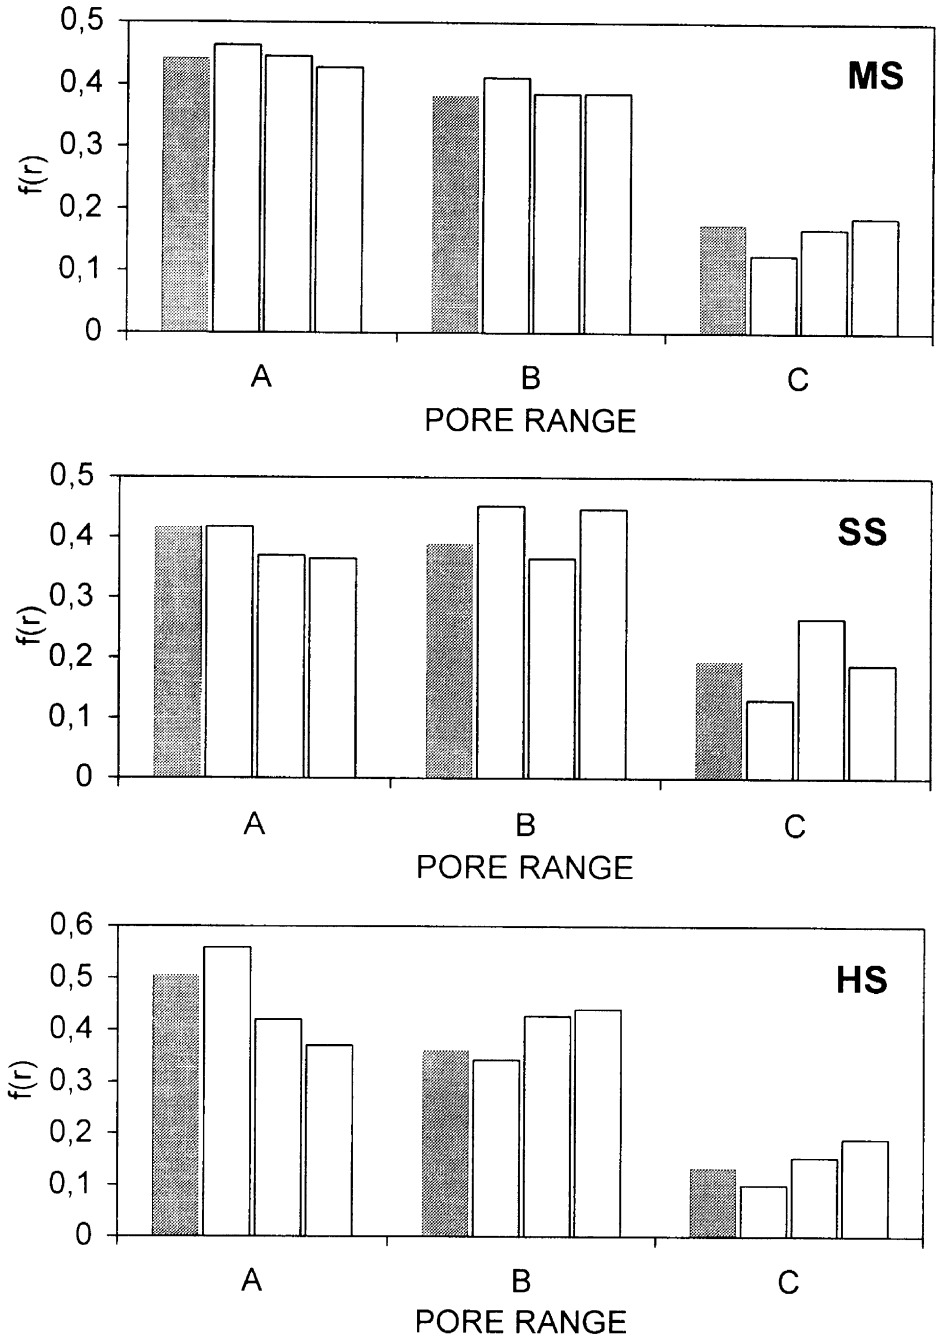 0,5
0,4
0,3
0,2
0,1
0
f(r)
MS
A B C
PORE RANGE
0,5
0,4
0,3
0,2
0,1
0
f(r)
SS
A B C
PORE RANGE
0,6
0,5
0,4
0,3
0,2
0,1
0
f(r)
HS
A B C
PORE RANGE